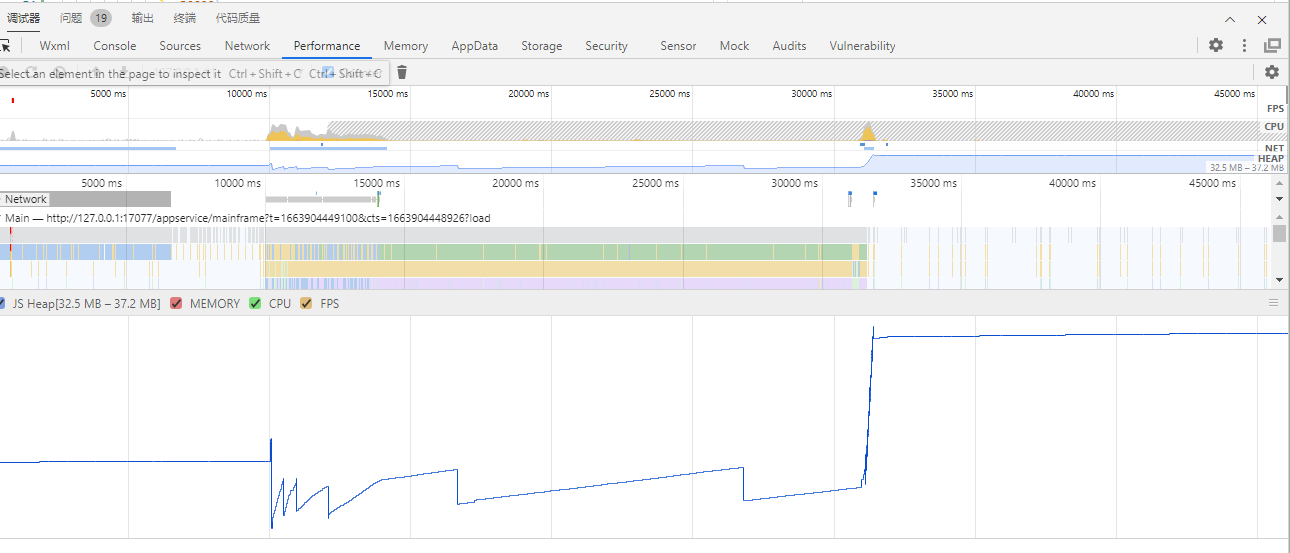 调试器 问题 19 输出 终端 代码质量
Wxml Console Sources Network Performance Memory AppData Storage Security Sensor Mock Audits Vulnerability
Select an element in the page to inspect it Ctrl + Shift + C Ctrl + Shift + C
5000 ms 10000 ms 15000 ms 20000 ms 25000 ms 30000 ms 35000 ms 40000 ms 45000 ms
FPS
CPU
NET
HEAP
32.5 MB – 37.2 MB
5000 ms 10000 ms 15000 ms 20000 ms 25000 ms 30000 ms 35000 ms 40000 ms 45000 ms
Network
Main — http://127.0.0.1:17077/appservice/mainframe?t=1663904449100&cts=1663904448926?load
JS Heap[32.5 MB – 37.2 MB] MEMORY CPU FPS